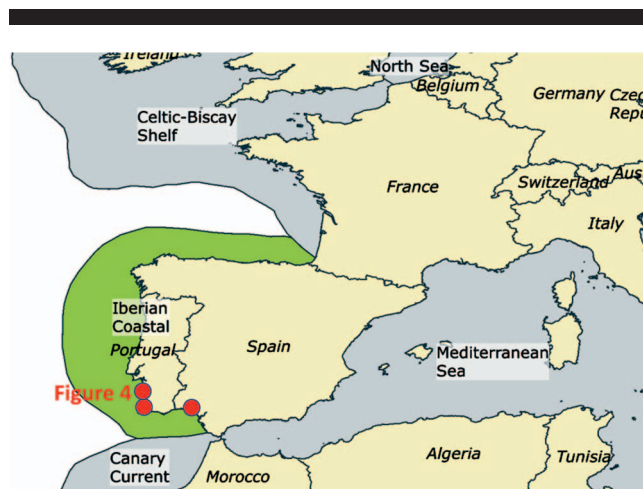 Ireland
North Sea
Belgium
Germany
Celtic-Biscay
Shelf
France
Switzerland
Italy
Iberian
Coastal
Portugal
Spain
Mediterranean
Sea
Figure 4
Canary
Current
Morocco
Algeria
Tunisia